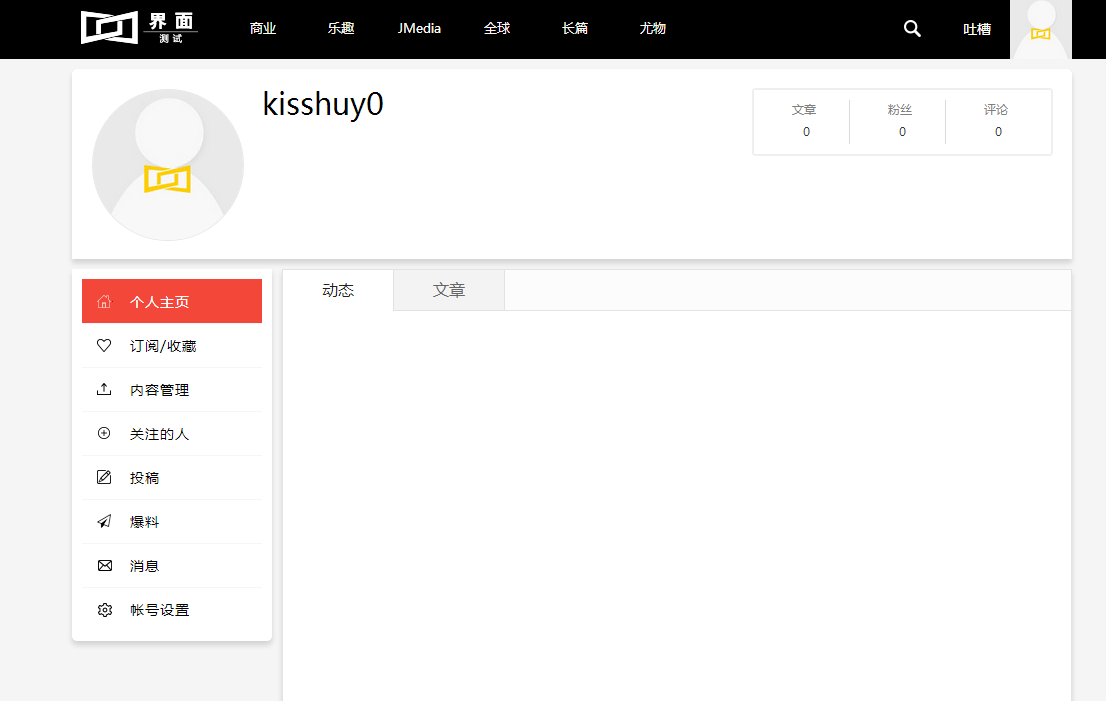 界面
测试
商业 乐趣 JMedia 全球 长篇 尤物 吐槽
kisshuy0
文章 粉丝 评论
0 0 0
个人主页
订阅/收藏
内容管理
关注的人
投稿
爆料
消息
帐号设置
动态 文章